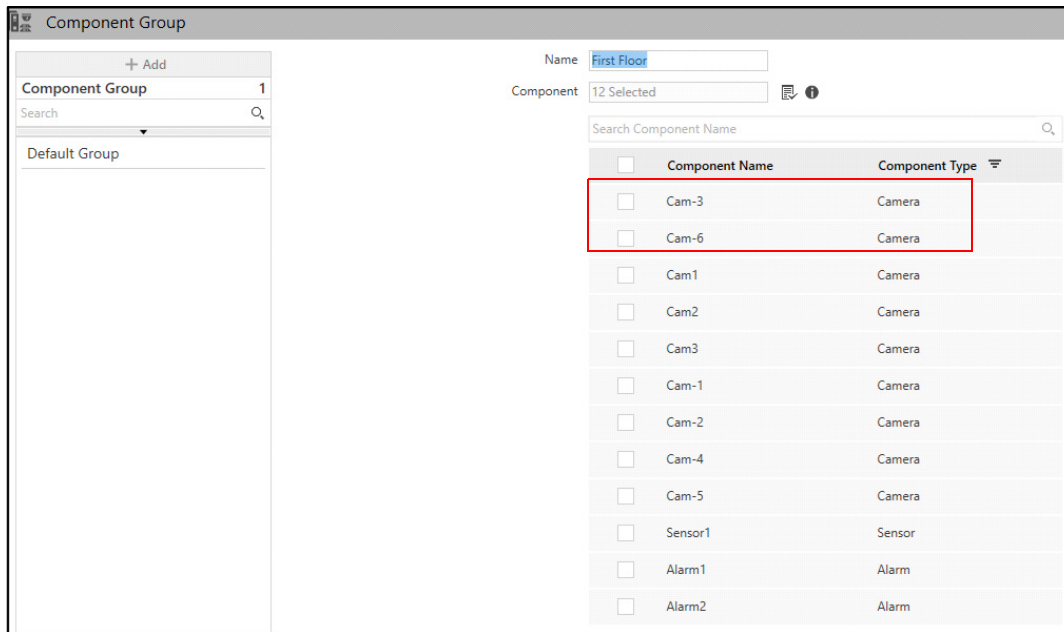 Component Group
+ Add
Component Group 1
Search
Default Group
Name First Floor
Component 12 Selected
Search Component Name
Component Name Component Type
Cam-3 Camera
Cam-6 Camera
Cam1 Camera
Cam2 Camera
Cam3 Camera
Cam-1 Camera
Cam-2 Camera
Cam-4 Camera
Cam-5 Camera
Sensor1 Sensor
Alarm1 Alarm
Alarm2 Alarm